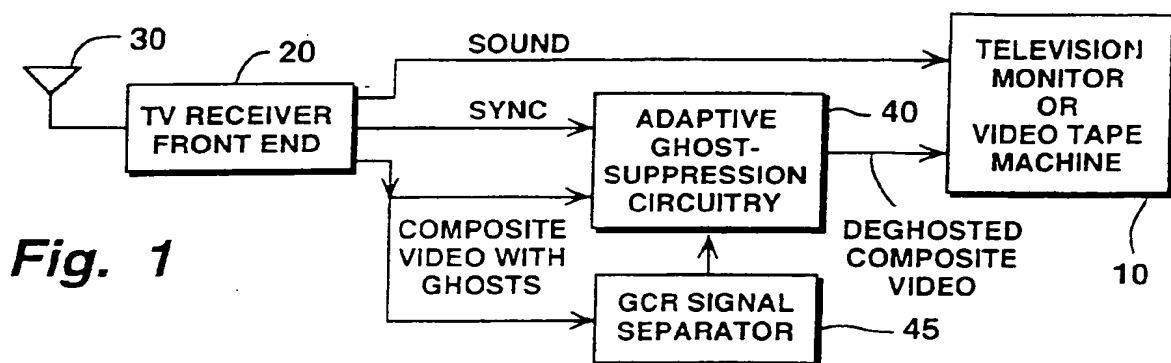 30
20
TV RECEIVER
FRONT END
SOUND
SYNC
COMPOSITE
VIDEO WITH
GHOSTS
ADAPTIVE
GHOST-
SUPPRESSION
CIRCUITRY
40
GCR SIGNAL
SEPARATOR
45
DEGHOSTED
COMPOSITE
VIDEO
TELEVISION
MONITOR
OR
VIDEO TAPE
MACHINE
10
Fig. 1